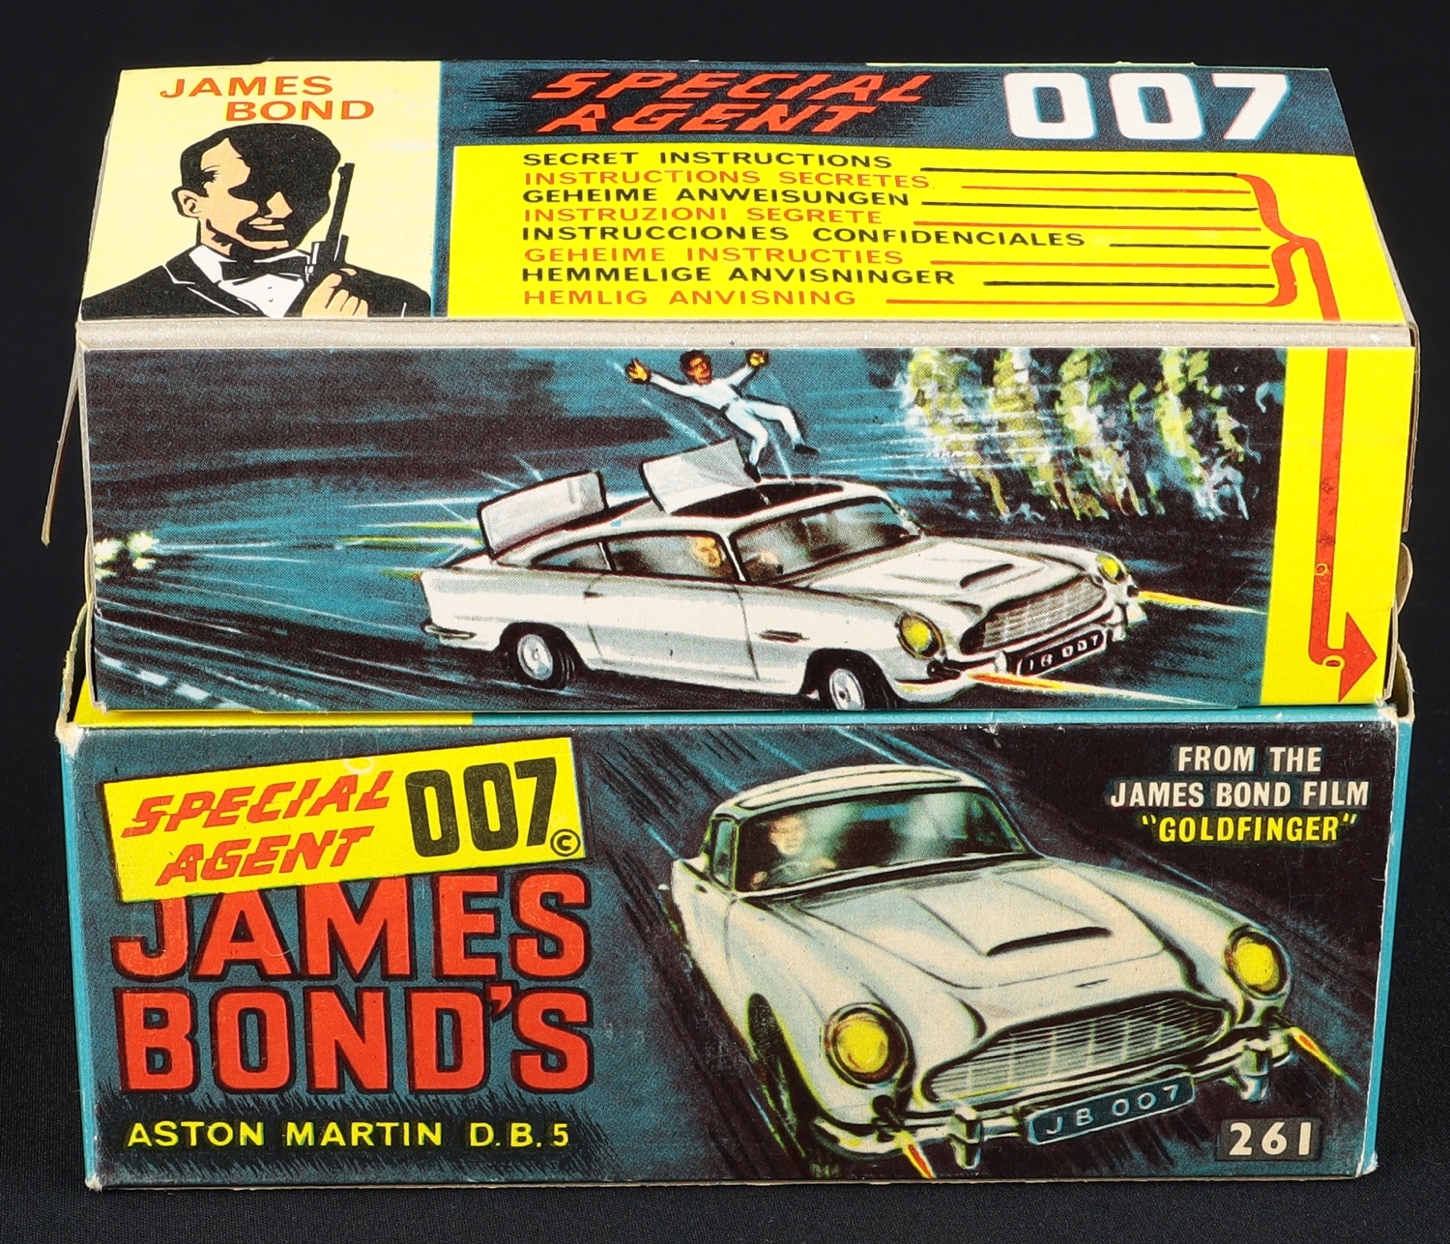 JAMES
BOND
SPECIAL
AGENT
007
SECRET INSTRUCTIONS
INSTRUCTIONS SECRETES
GEHEIME ANWEISUNGEN
INSTRUZIONI SEGRETE
INSTRUCCIONES CONFIDENCIALES
GEHEIME INSTRUCTIES
HEMMELIGE ANVISNINGER
HEMLIG ANVISNING
JB 007
SPECIAL
AGENT
007©
JAMES
BOND'S
ASTON MARTIN D.B.5
FROM THE
JAMES BOND FILM
"GOLDFINGER"
JB 007
261